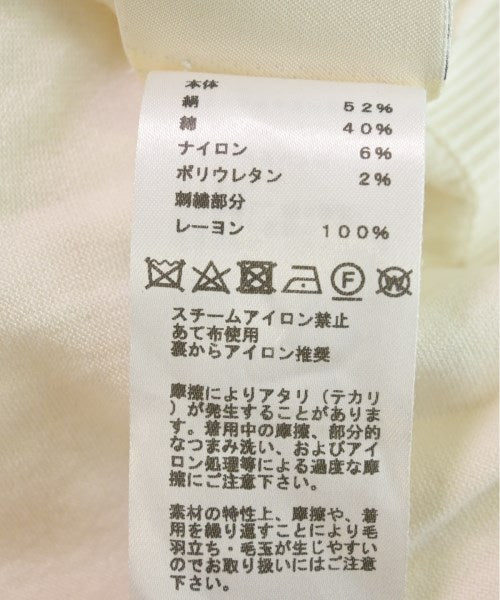 本体
絹 52%
綿 40%
ナイロン 6%
ポリウレタン 2%
刺繍部分
レーヨン 100%
F W
スチームアイロン禁止
あて布使用
裏からアイロン推奨
摩擦によりアタリ(テカリ
)が発生することがありま
す。着用中の摩擦、部分的
なつまみ洗い、およびアイ
ロン処理等による過度な摩
擦にご注意下さい。
素材の特性上、摩擦や、着
用を繰り返すことにより毛
羽立ち・毛玉が生じやすい
のでお取り扱いにはご注意
下さい。